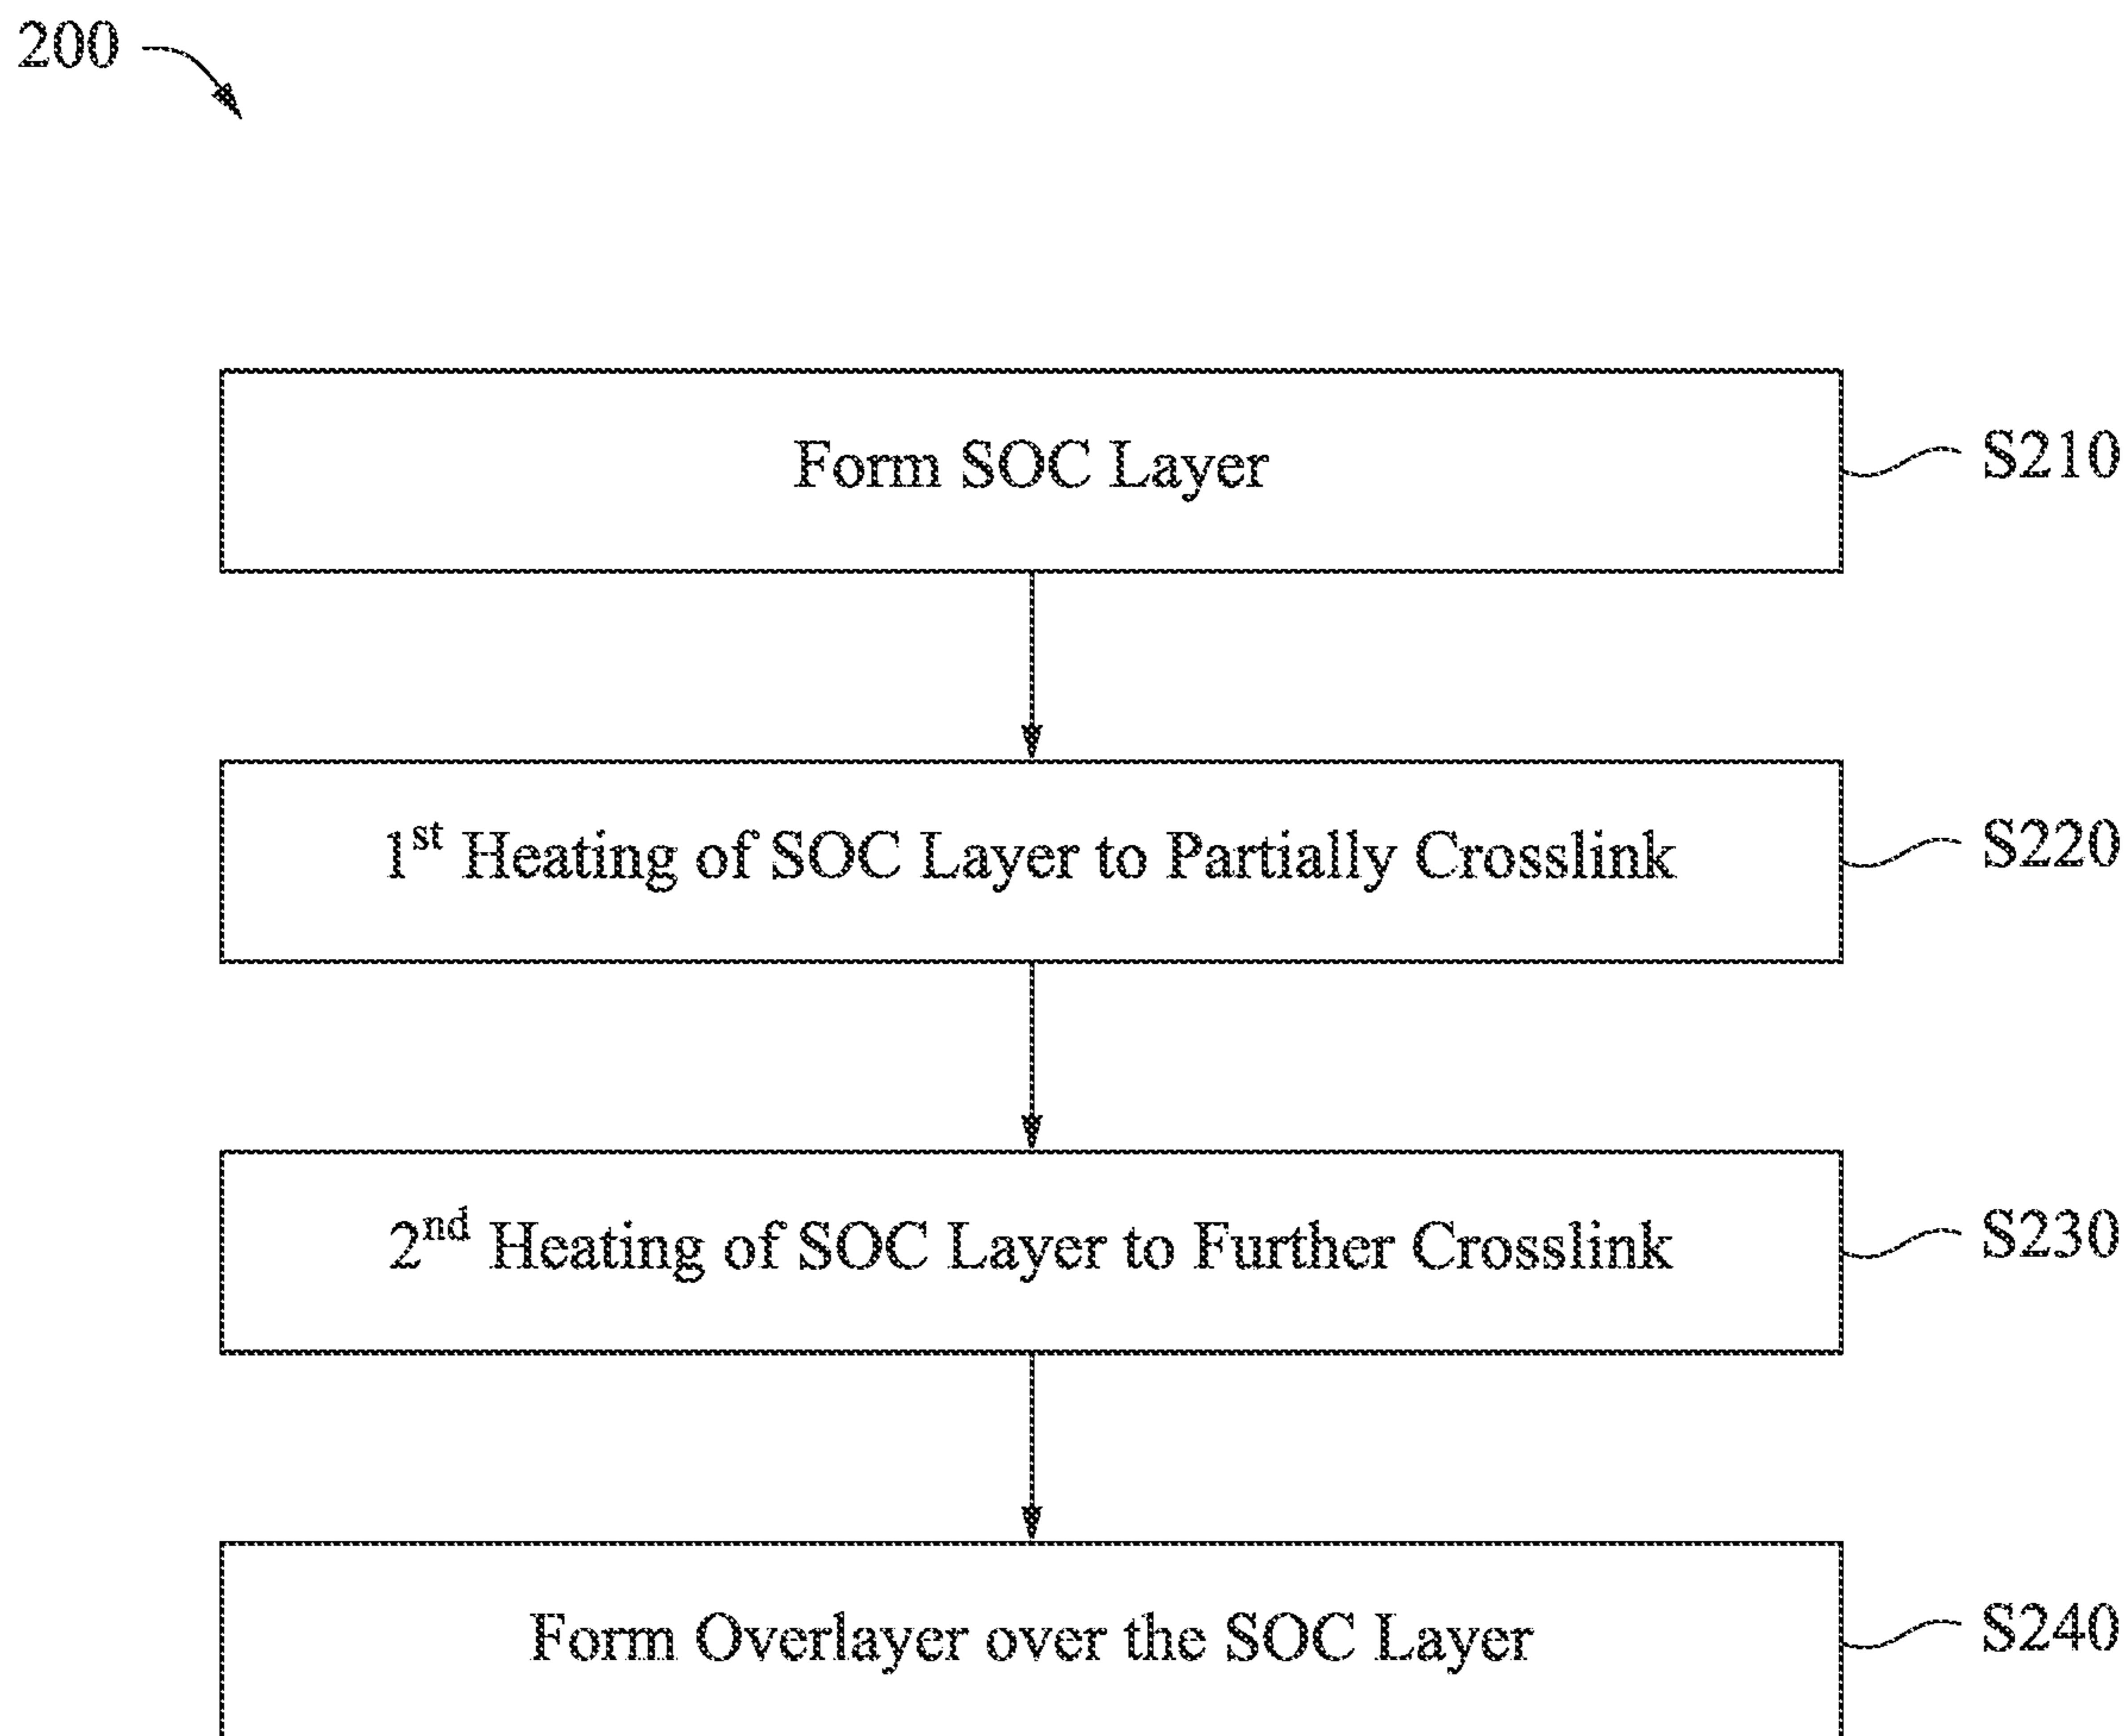 200
Form SOC Layer
S210
1st Heating of SOC Layer to Partially Crosslink
S220
2nd Heating of SOC Layer to Further Crosslink
S230
Form Overlayer over the SOC Layer
S240